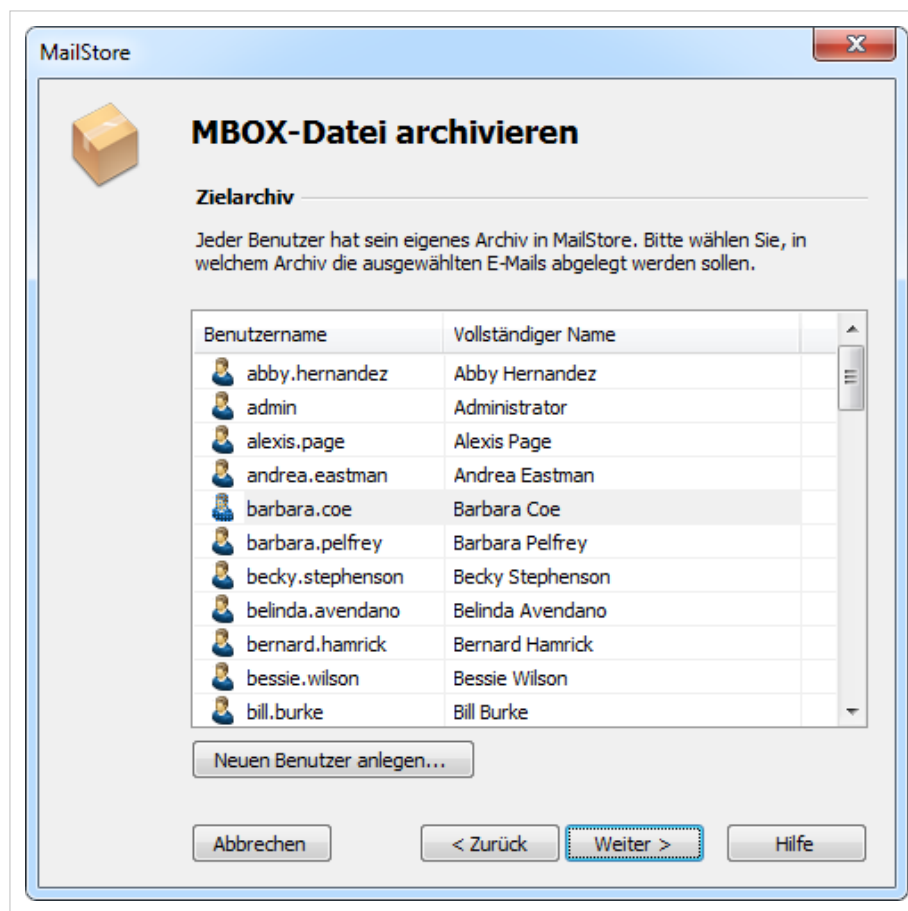 MailStore
MBOX-Datei archivieren
Zielarchiv
Jeder Benutzer hat sein eigenes Archiv in MailStore. Bitte wählen Sie, in
welchem Archiv die ausgewählten E-Mails abgelegt werden sollen.
Benutzername Vollständiger Name
abby.hernandez Abby Hernandez
admin Administrator
alexis.page Alexis Page
andrea.eastman Andrea Eastman
barbara.coe Barbara Coe
barbara.pelfrey Barbara Pelfrey
becky.stephenson Becky Stephenson
belinda.avendano Belinda Avendano
bernard.hamrick Bernard Hamrick
bessie.wilson Bessie Wilson
bill.burke Bill Burke
Neuen Benutzer anlegen...
Abbrechen < Zurück Weiter > Hilfe